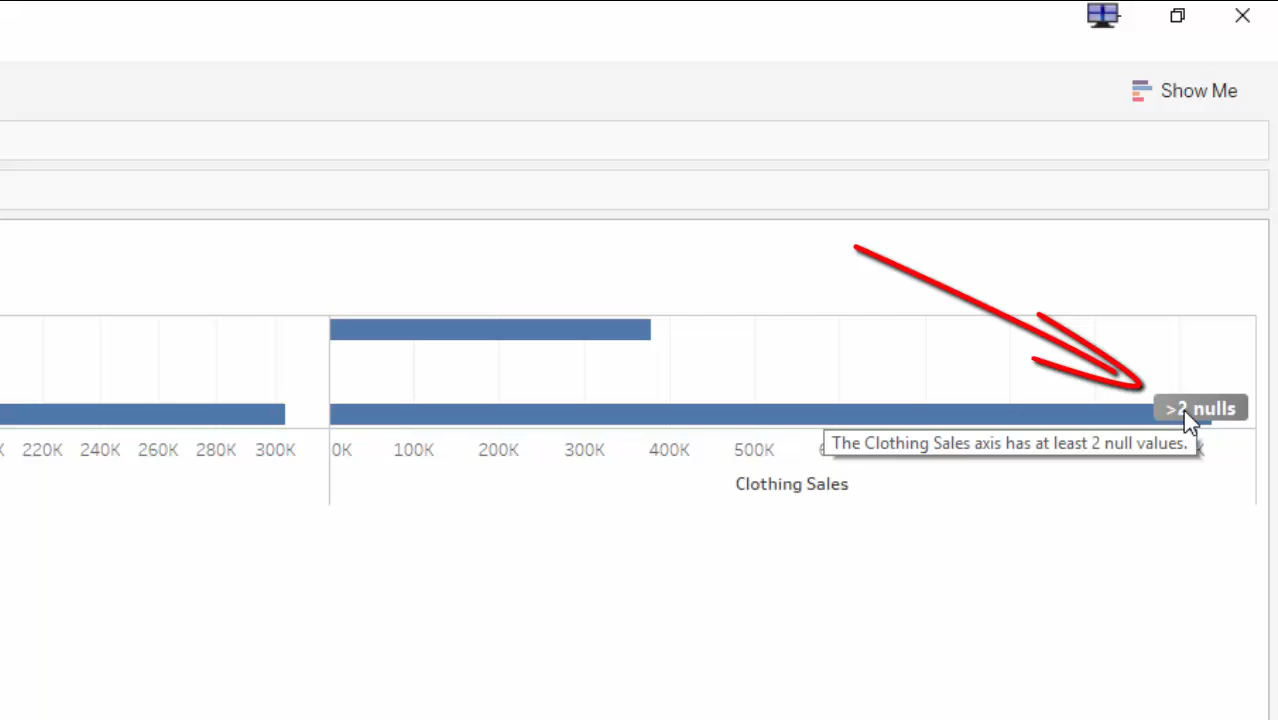 Show Me
>2 nulls
220K 240K 260K 280K 300K 0K 100K 200K 300K 400K 500K
The Clothing Sales axis has at least 2 null values.
Clothing Sales